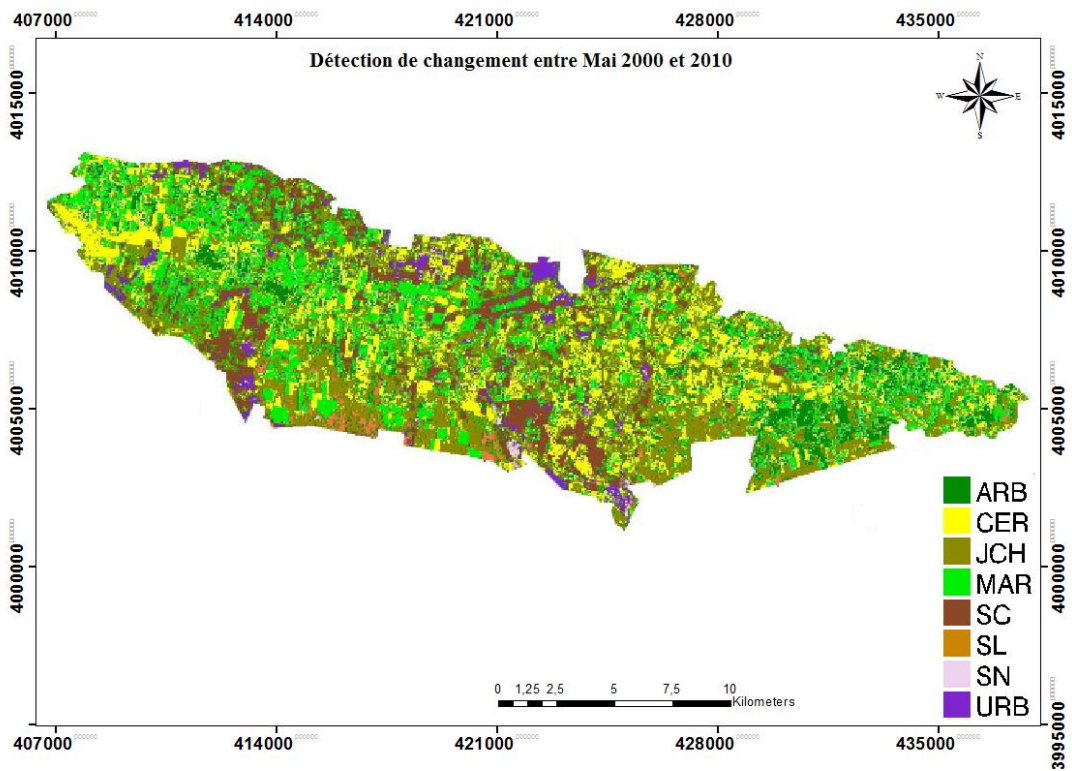 407000 414000 421000 428000 435000
Détection de changement entre Mai 2000 et 2010
N
W E
S
4015000 4015000
4010000 4010000
4005000 4005000
4000000 4000000
3995000
ARB
CER
JCH
MAR
SC
SL
SN
URB
0 1,25 2,5 5 7,5 10
Kilometers
407000 414000 421000 428000 435000